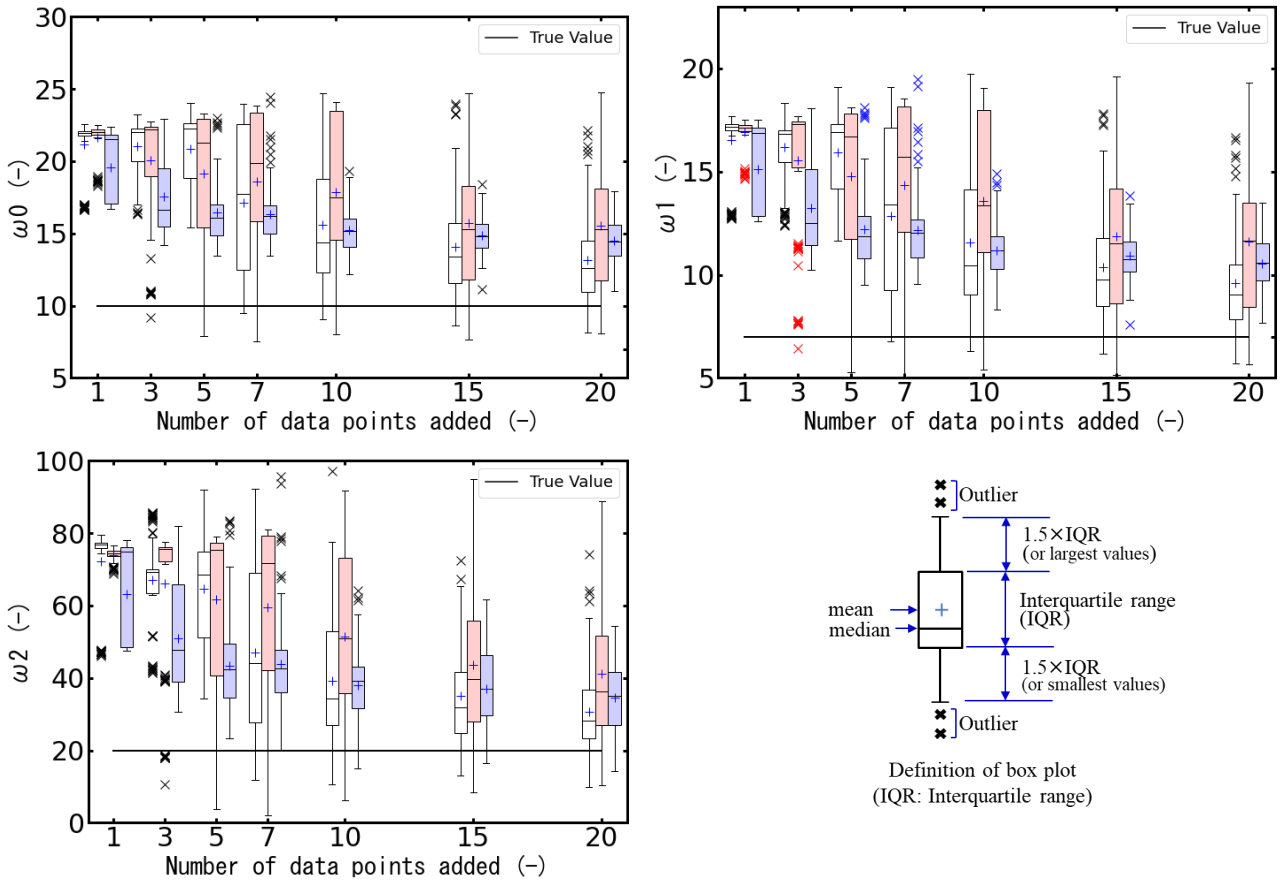 30
25
20
15
10
5
ω0 (-)
True Value
1 3 5 7 10 15 20
Number of data points added (-)
20
15
10
5
ω1 (-)
True Value
1 3 5 7 10 15 20
Number of data points added (-)
100
80
60
40
20
0
ω2 (-)
True Value
1 3 5 7 10 15 20
Number of data points added (-)
Outlier
1.5×IQR
(or largest values)
mean
median
Interquartile range
(IQR)
1.5×IQR
(or smallest values)
Outlier
Definition of box plot
(IQR: Interquartile range)